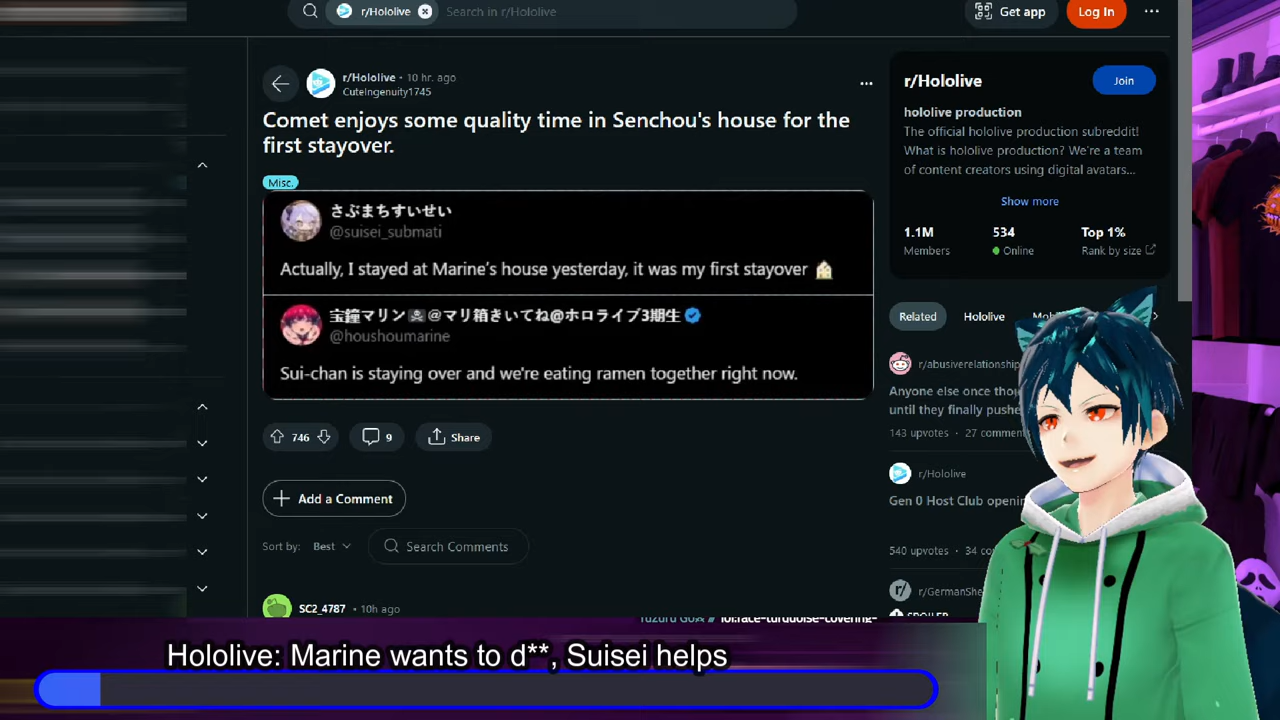 r/Hololive
Search in r/Hololive
Get app
Log In
r/Hololive • 10 hr. ago
CuteIngenuity1745
Comet enjoys some quality time in Senchou's house for the
first stayover.
Misc.
さぶまちすいせい
@suisei_submati
Actually, I stayed at Marine's house yesterday, it was my first stayover
宝鐘マリン🏴‍☠️@マリ箱きいてね@ホロライブ3期生
@houshoumarine
Sui-chan is staying over and we're eating ramen together right now.
746
9
Share
Add a Comment
Sort by: Best
Search Comments
SC2_4787 • 10h ago
r/Hololive
Join
hololive production
The official hololive production subreddit!
What is hololive production? We're a team
of content creators using digital avatars...
Show more
1.1M
534
Top 1%
Members
Online
Rank by size
Related
Hololive
r/abusiverelationship
Anyone else once
until they finally
143 upvotes • 27
r/Hololive
Gen 0 Host Club
540 upvotes • 34
Hololive: Marine wants to d**, Suisei helps